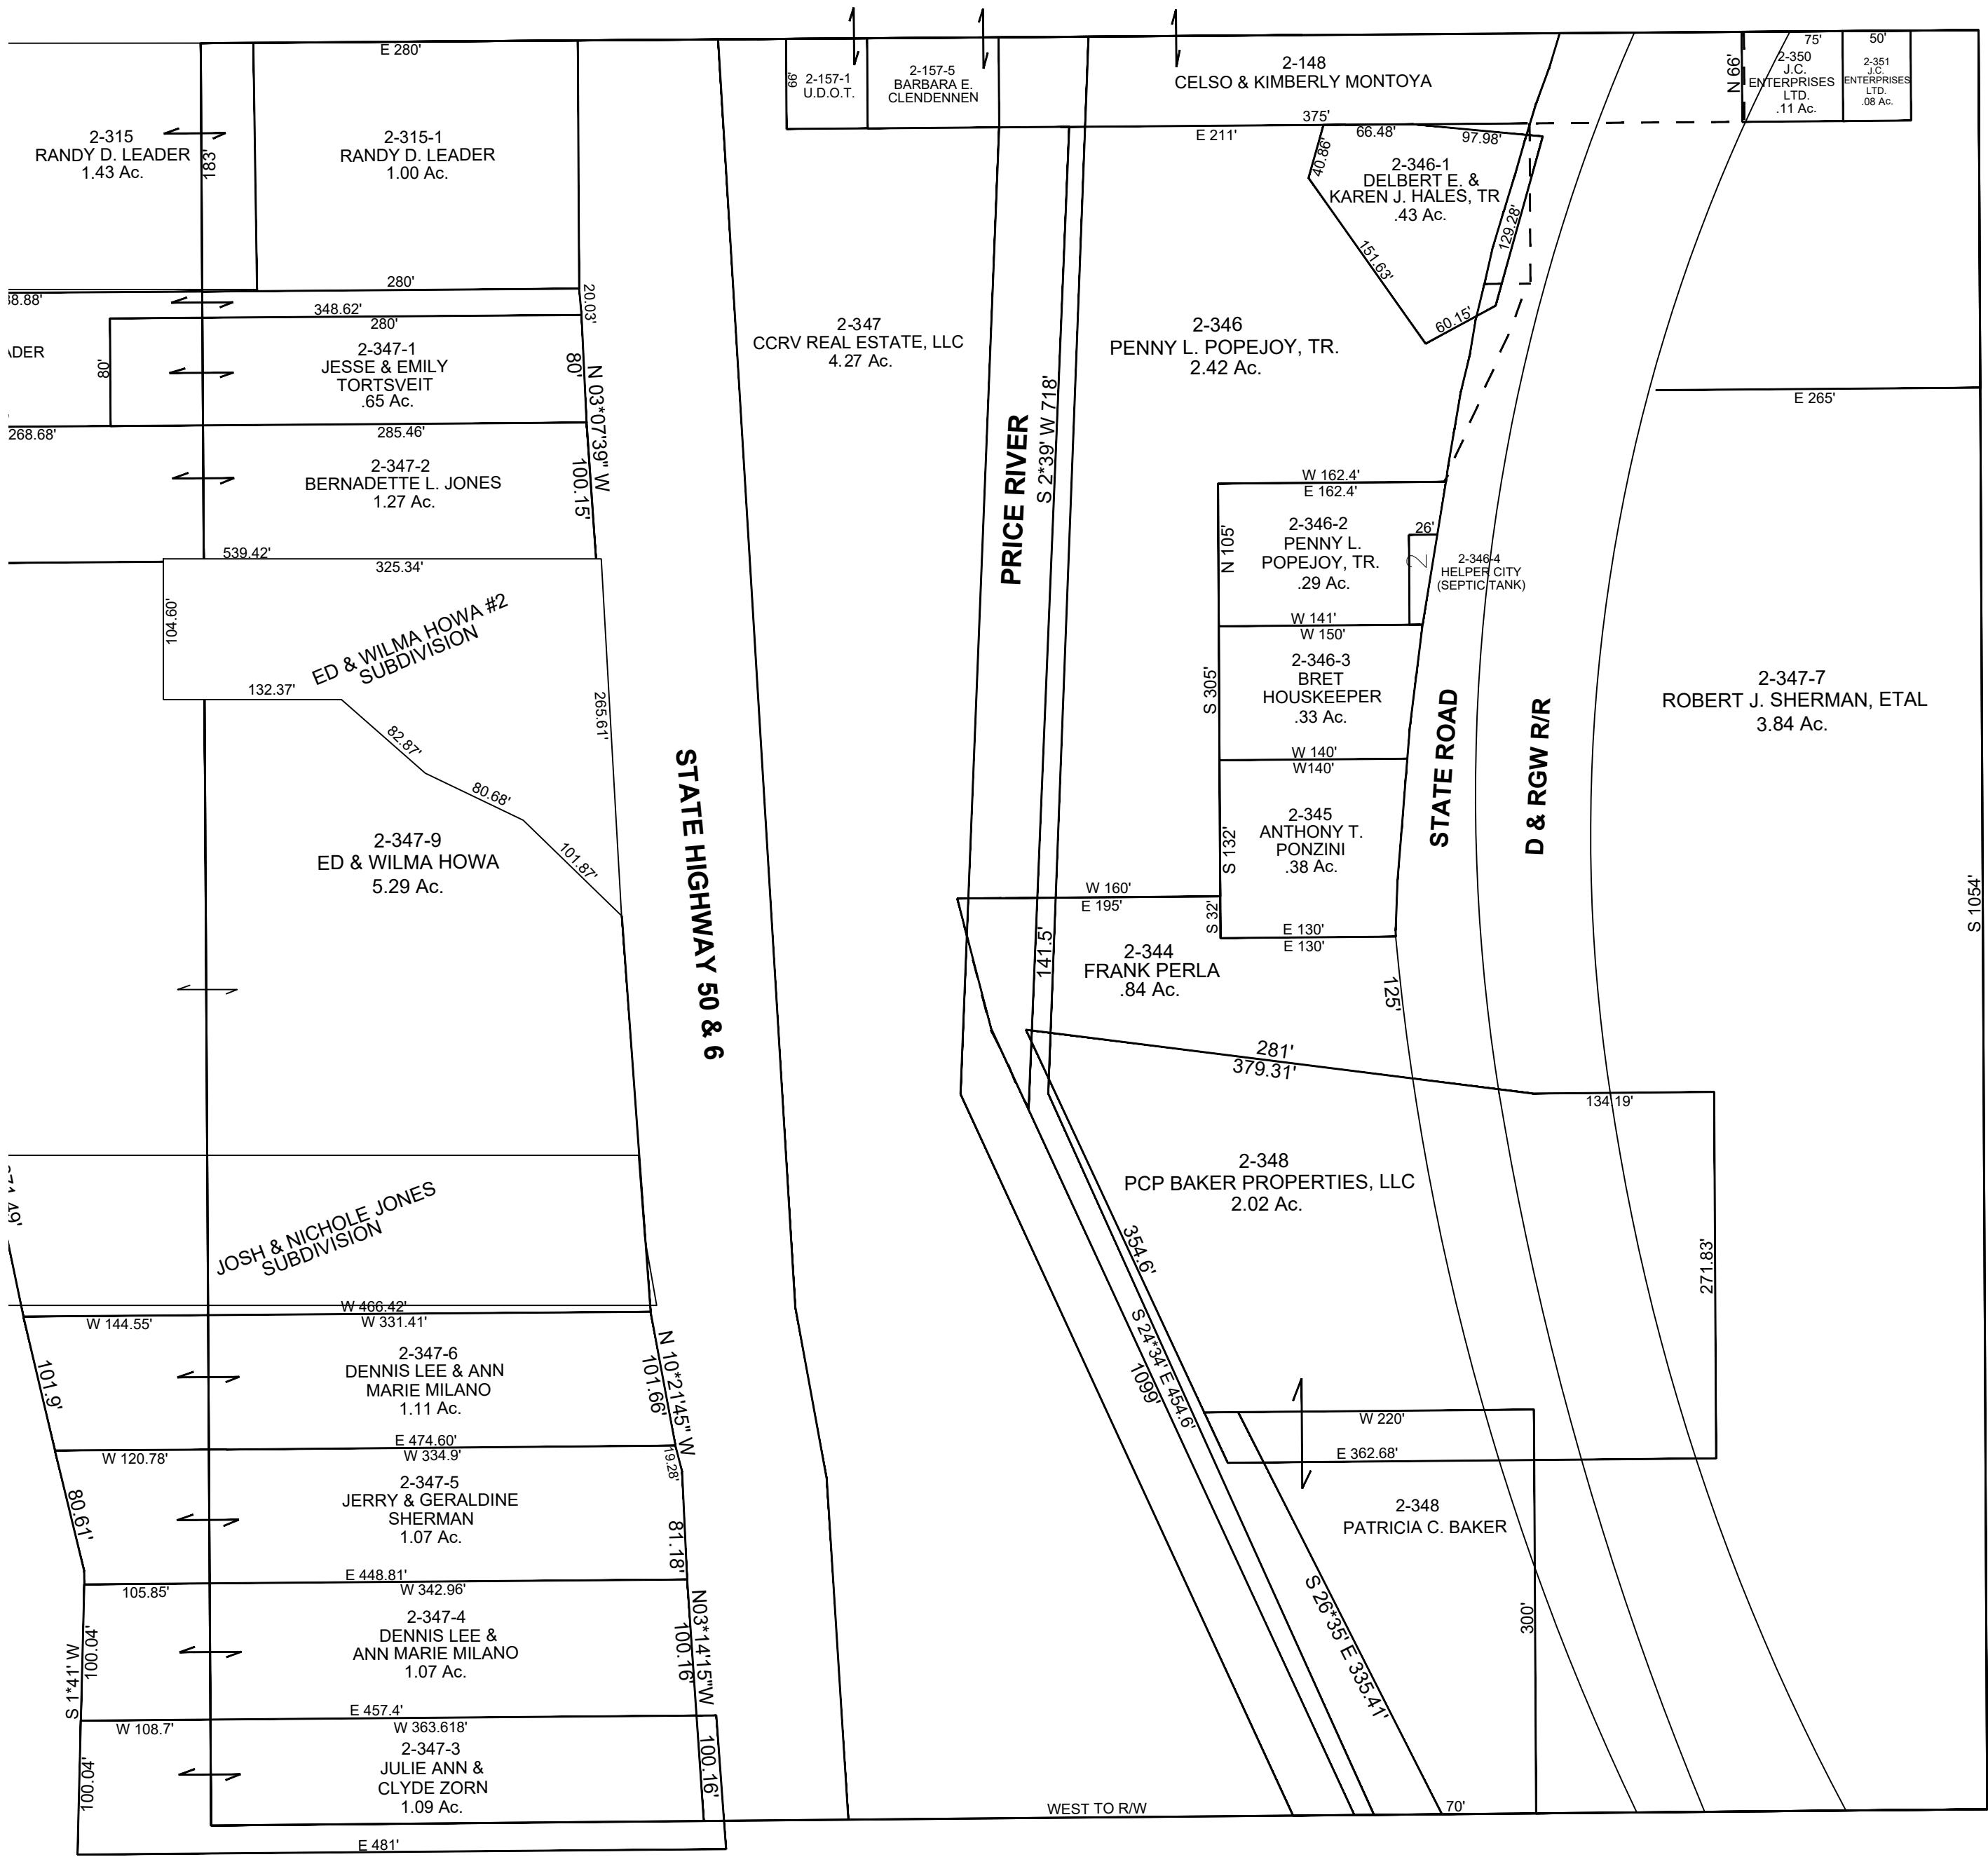 E 280'
2-315
RANDY D. LEADER
1.43 Ac.
183'
2-315-1
RANDY D. LEADER
1.00 Ac.
280'
20.03'
348.62'
280'
80'
2-347-1
JESSE & EMILY
TORTSVEIT
.65 Ac.
80'
N 03*07'39" W
268.68'
285.46'
2-347-2
BERNADETTE L. JONES
1.27 Ac.
100.15'
539.42'
325.34'
104.60'
ED & WILMA HOWA #2
SUBDIVISION
132.37'
82.87'
80.68'
101.87'
265.61'
2-347-9
ED & WILMA HOWA
5.29 Ac.
STATE HIGHWAY 50 & 6
JOSH & NICHOLE JONES
SUBDIVISION
W 466.42'
W 144.55'
W 331.41'
101.9'
2-347-6
DENNIS LEE & ANN
MARIE MILANO
1.11 Ac.
N 10*21'45" W
101.66'
E 474.60'
W 120.78'
W 334.9'
19.28'
80.61'
2-347-5
JERRY & GERALDINE
SHERMAN
1.07 Ac.
81.18'
E 448.81'
105.85'
W 342.96'
S 1*41' W
100.04'
2-347-4
DENNIS LEE &
ANN MARIE MILANO
1.07 Ac.
N03*14'15"W
100.16'
E 457.4'
W 108.7'
W 363.618'
100.04'
2-347-3
JULIE ANN &
CLYDE ZORN
1.09 Ac.
100.16'
E 481'
66'
2-157-1
U.D.O.T.
2-157-5
BARBARA E.
CLENDENNEN
2-148
CELSO & KIMBERLY MONTOYA
375'
E 211'
66.48'
97.98'
40.86'
2-346-1
DELBERT E. &
KAREN J. HALES, TR
.43 Ac.
129.28'
151.63'
60.15'
2-347
CCRV REAL ESTATE, LLC
4.27 Ac.
2-346
PENNY L. POPEJOY, TR.
2.42 Ac.
PRICE RIVER
S 2*39' W 718'
W 162.4'
E 162.4'
N 105'
2-346-2
PENNY L.
POPEJOY, TR.
.29 Ac.
26'
2
2-346-4
HELPER CITY
(SEPTIC TANK)
W 141'
W 150'
S 305'
2-346-3
BRET
HOUSKEEPER
.33 Ac.
W 140'
W140'
S 132'
2-345
ANTHONY T.
PONZINI
.38 Ac.
W 160'
E 195'
S 32'
E 130'
E 130'
141.5'
2-344
FRANK PERLA
.84 Ac.
125'
STATE ROAD
D & RGW R/R
281'
379.31'
134.19'
2-348
PCP BAKER PROPERTIES, LLC
2.02 Ac.
271.83'
354.6'
S 24*34' E 454.6'
1099'
W 220'
E 362.68'
2-348
PATRICIA C. BAKER
S 26*35' E 335.41'
300'
WEST TO R/W
70'
N 66'
75'
2-350
J.C.
ENTERPRISES
LTD.
.11 Ac.
50'
2-351
J.C.
ENTERPRISES
LTD.
.08 Ac.
E 265'
2-347-7
ROBERT J. SHERMAN, ETAL
3.84 Ac.
S 1054'